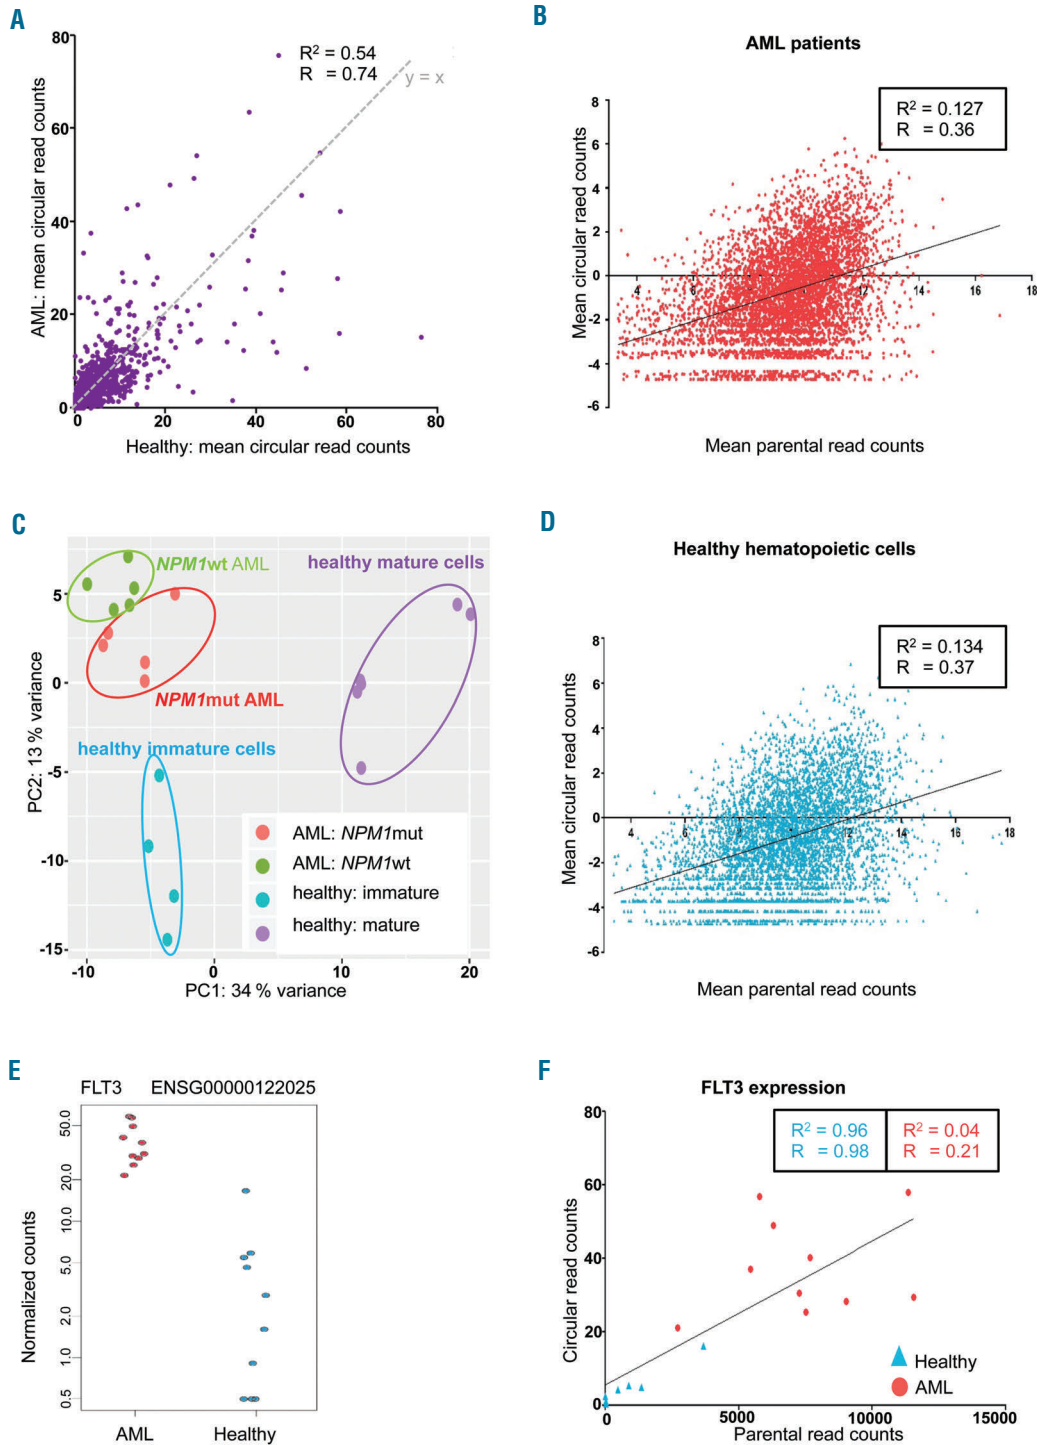 A
80
60
40
20
0
R² = 0.54
R = 0.74
y = x
0 20 40 60 80
AML: mean circular read counts
Healthy: mean circular read counts
B
AML patients
R² = 0.127
R = 0.36
8
6
4
2
0
-2
-4
-6
4 6 12 14 16 18
Mean circular raed counts
Mean parental read counts
C
NPM1wt AML
healthy mature cells
NPM1mut AML
healthy immature cells
5
0
-5
-10
-15
AML: NPM1mut
AML: NPM1wt
healthy: immature
healthy: mature
-10 0 10 20
PC2: 13 % variance
PC1: 34 % variance
D
Healthy hematopoietic cells
R² = 0.134
R = 0.37
8
6
4
2
0
-2
-4
-6
4 6 8 10 12 14 16 18
Mean circular read counts
Mean parental read counts
E
FLT3 ENSG00000122025
50.0
20.0
10.0
5.0
2.0
1.0
0.5
Normalized counts
AML Healthy
F
FLT3 expression
R² = 0.96
R = 0.98
R² = 0.04
R = 0.21
80
60
40
20
0
Healthy
AML
0 5000 10000 15000
Circular read counts
Parental read counts